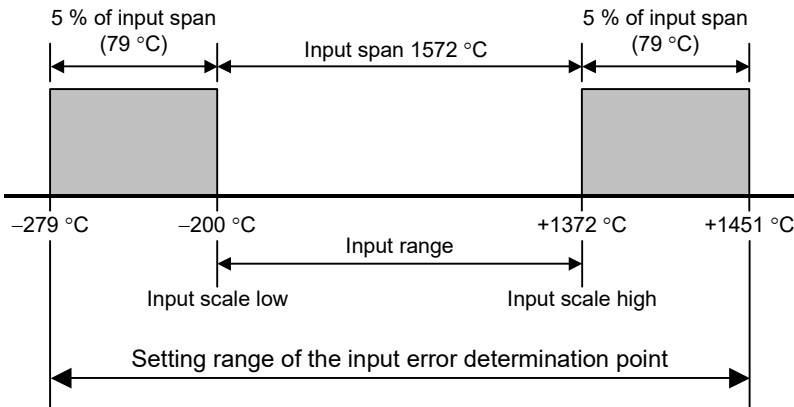 5 % of input span
(79 °C)
Input span 1572 °C
5 % of input span
(79 °C)
−279 °C
−200 °C
+1372 °C
+1451 °C
Input range
Input scale low
Input scale high
Setting range of the input error determination point